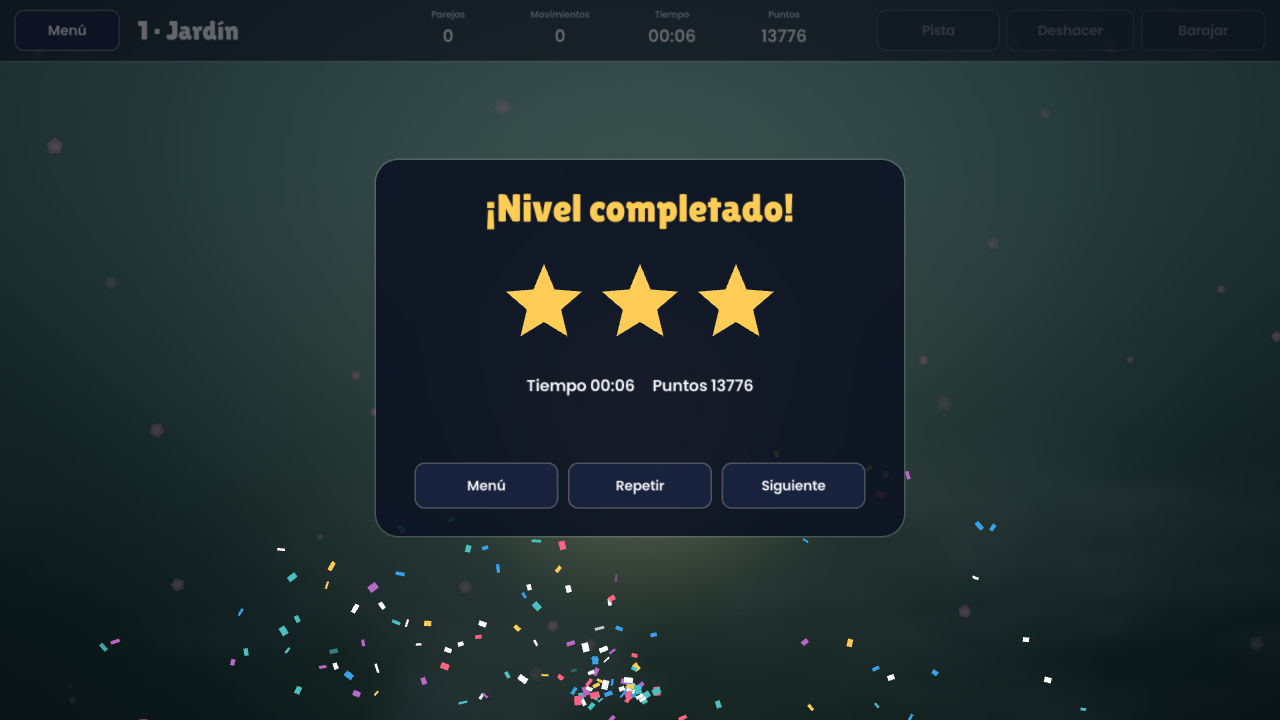 Menú
1 · Jardín
Parejas
0
Movimientos
0
Tiempo
00:06
Puntos
13776
Pista
Deshacer
Barajar
¡Nivel completado!
Tiempo 00:06 Puntos 13776
Menú
Repetir
Siguiente